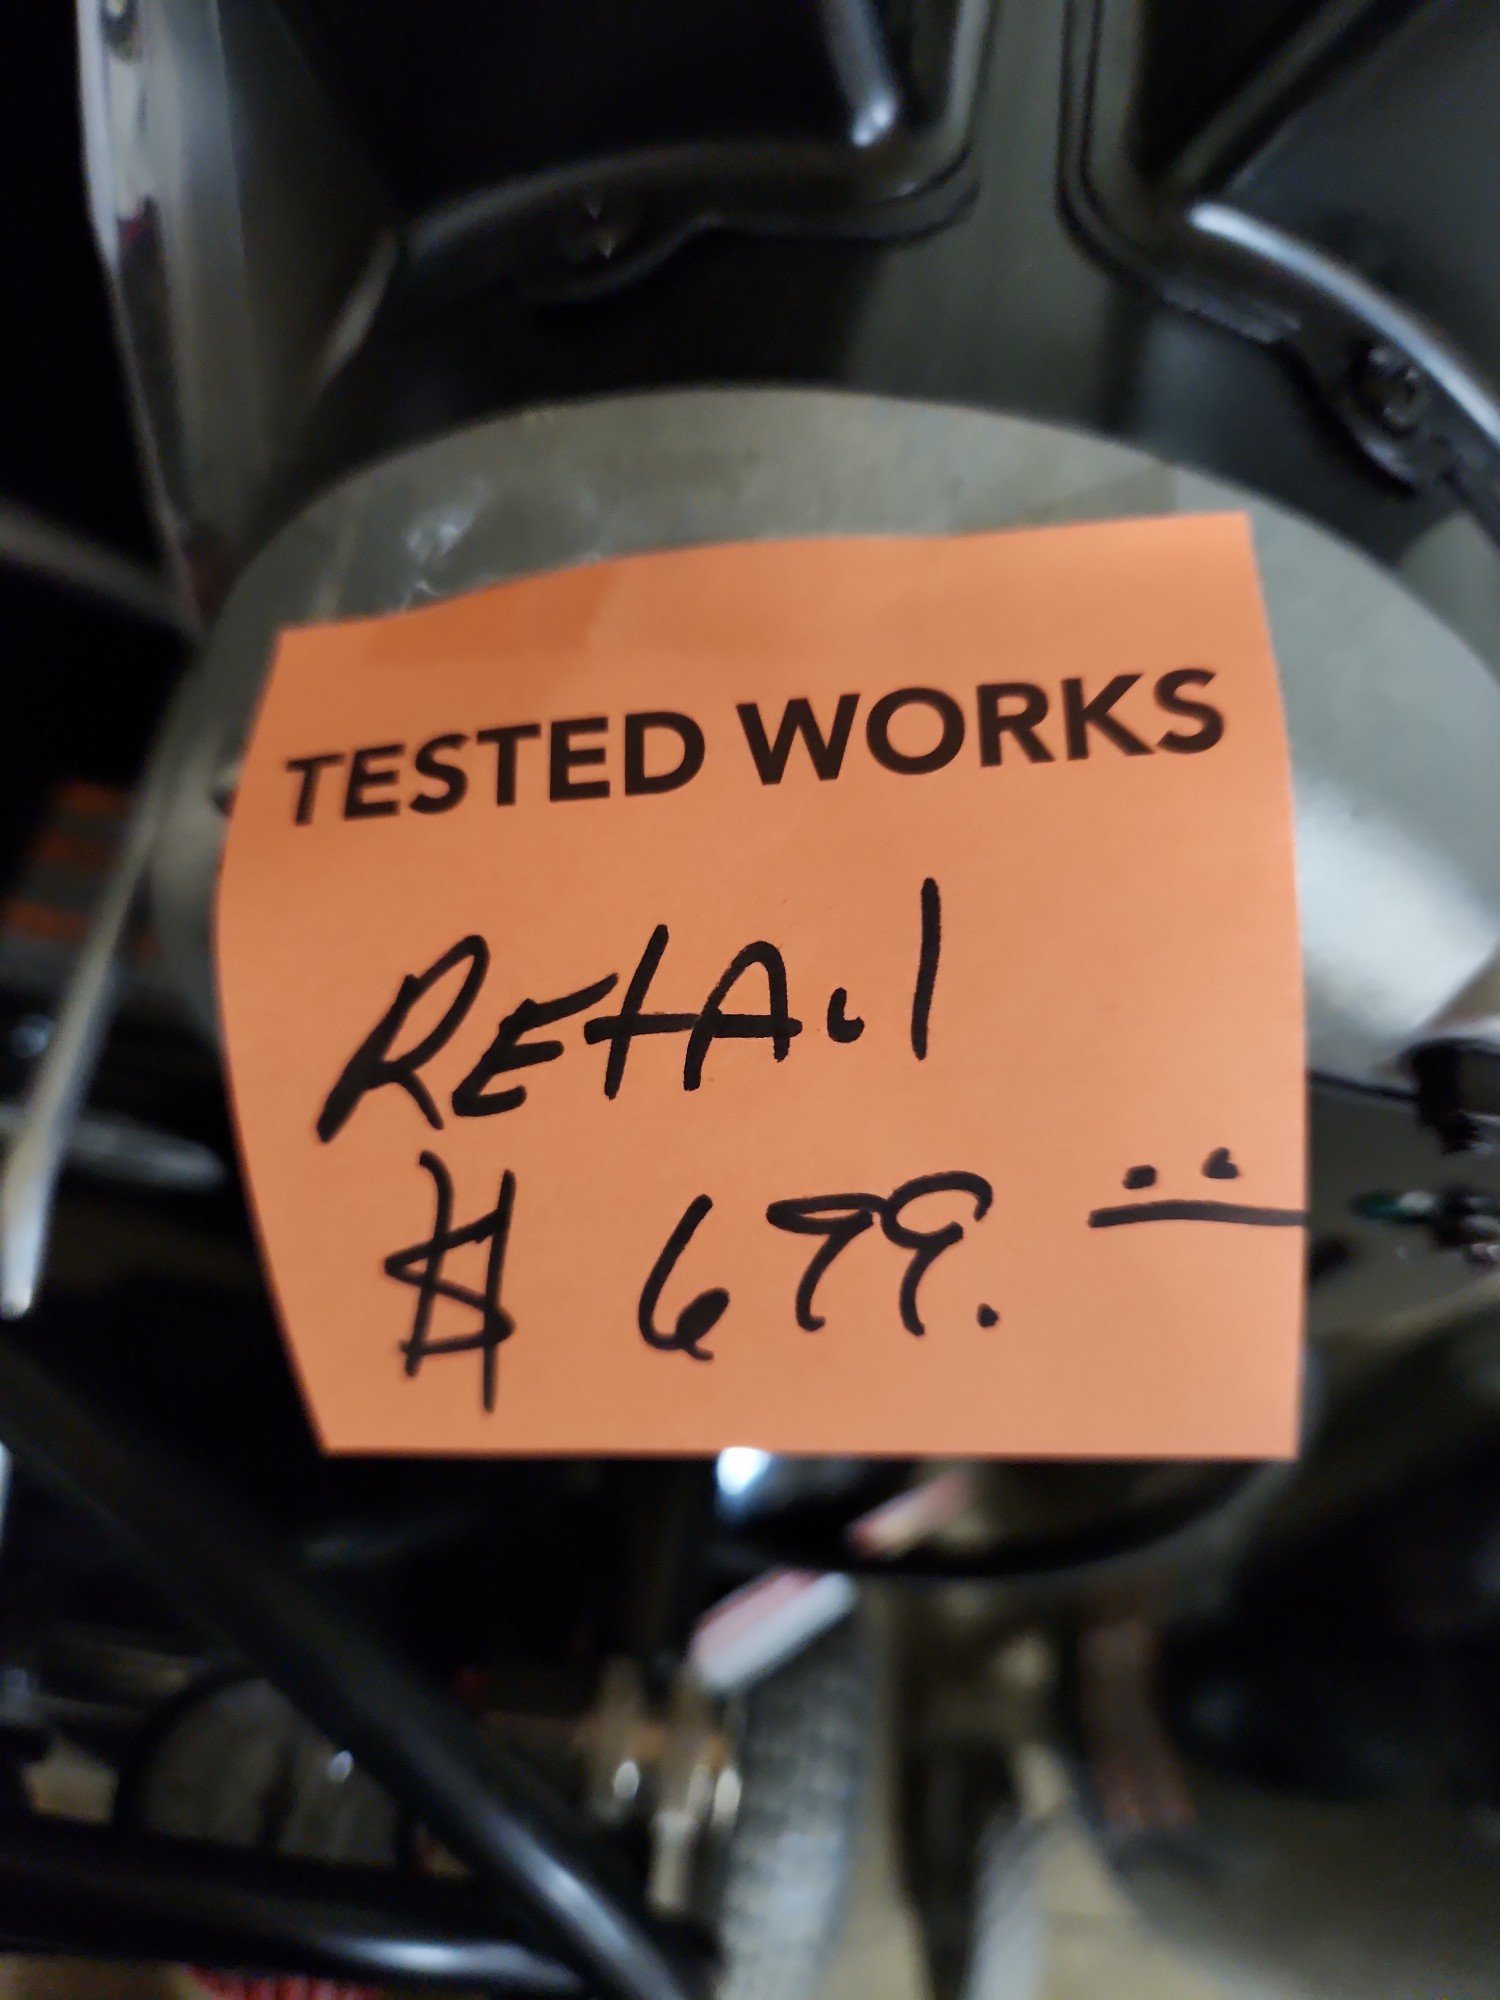 TESTED WORKS
REtAil
$ 699. ..